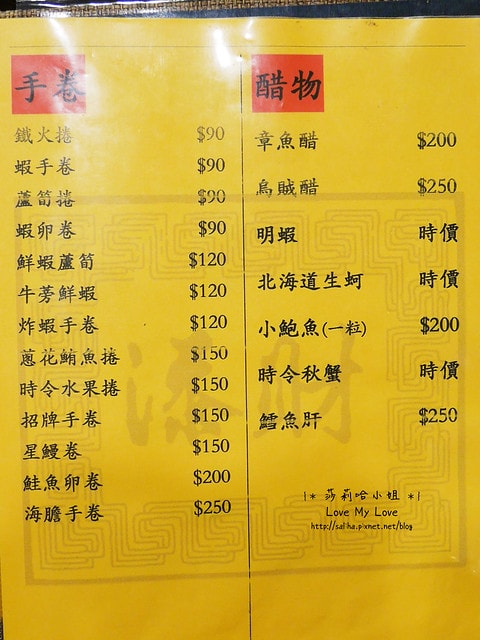 手卷
鐵火捲 $90
蝦手卷 $90
蘆筍捲 $90
蝦卵卷 $90
鮮蝦蘆筍 $120
牛蒡鮮蝦 $120
炸蝦手卷 $120
蔥花鮪魚捲 $150
時令水果捲 $150
招牌手卷 $150
星鰻卷 $150
鮭魚卵卷 $200
海膽手卷 $250
醋物
章魚醋 $200
烏賊醋 $250
明蝦 時價
北海道生蚵 時價
小鮑魚(一粒) $200
時令秋蟹 時價
鱈魚肝 $250
添財
|* 莎莉哈小姐 *|
Love My Love
http://saliha.pixnet.net/blog